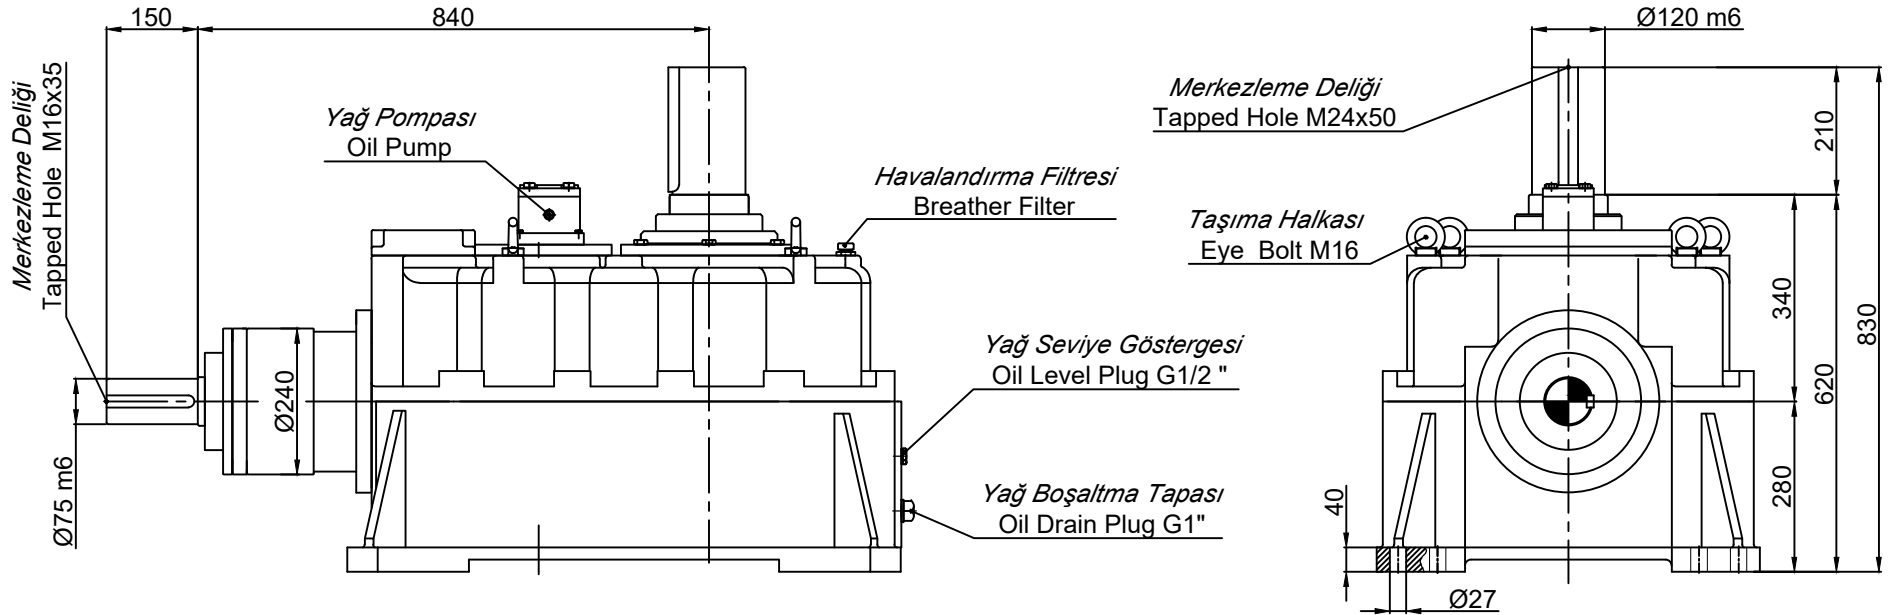 150
840
Merkezleme Deliği
Tapped Hole M16x35
Yağ Pompası
Oil Pump
Havalandırma Filtresi
Breather Filter
Yağ Seviye Göstergesi
Oil Level Plug G1/2 "
Yağ Boşaltma Tapası
Oil Drain Plug G1"
Ø240
Ø75 m6
Ø120 m6
Merkezleme Deliği
Tapped Hole M24x50
Taşıma Halkası
Eye Bolt M16
210
340
620
830
280
40
Ø27